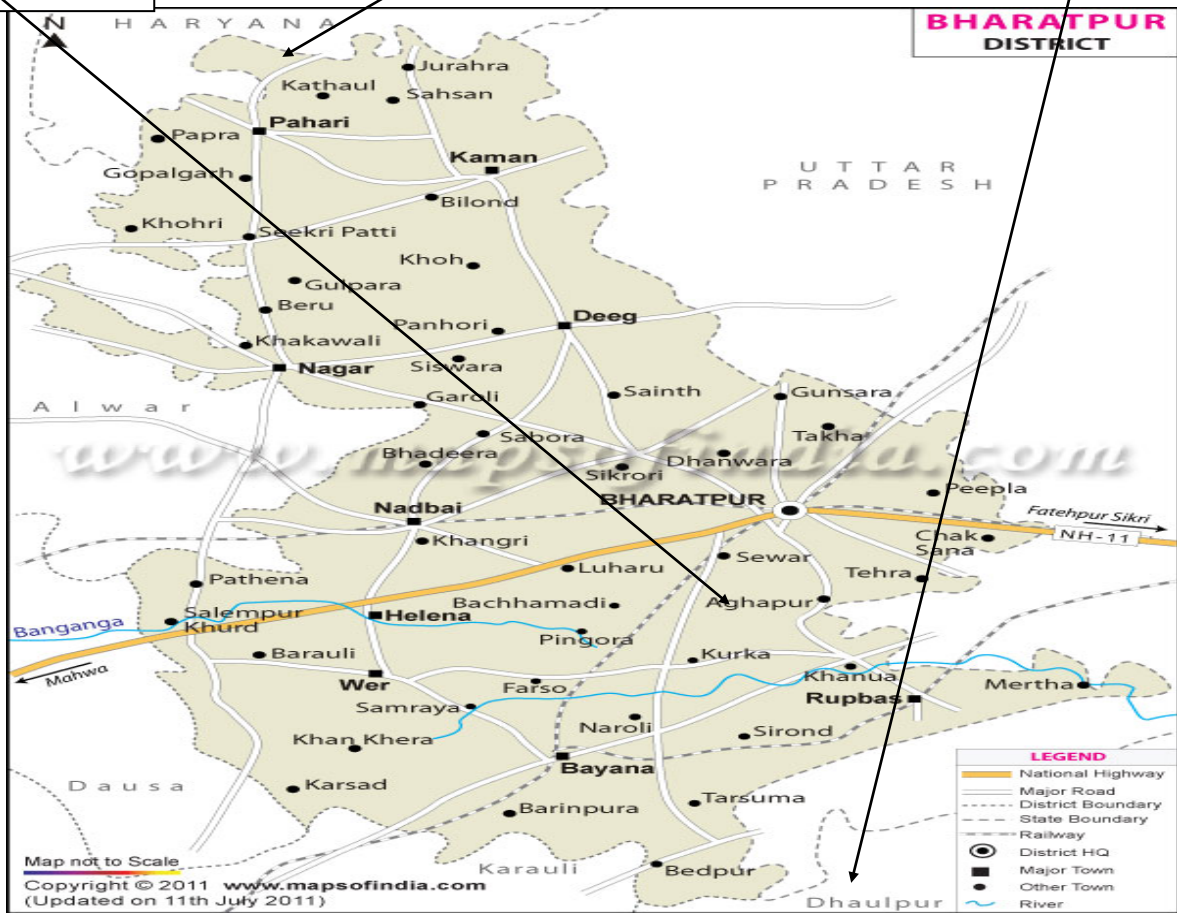 N
HARYANA
BHARATPUR
DISTRICT
Jurahra
Kathaul
Sahsan
Pahari
Papra
Kaman
UTTAR
PRADESH
Gopalgarh
Bilond
Khohri
Seekri Patti
Khoh
Gulpara
Beru
Deeg
Panhori
Khakawali
Nagar
Siswara
Sainth
Gunsara
Garoli
Alwar
Takha
Sabora
www.mapsofindia.com
Bhadeera
Dhanwara
Sikrori
Peepla
BHARATPUR
Nadbai
Fatehpur Sikri
NH-11
Khangri
Chak
Sana
Sewar
Luharu
Tehra
Pathena
Bachhamadi
Aghapur
Salempur
Khurd
Helena
Banganga
Pingora
Barauli
Kurka
Mahwa
Khanua
Wer
Farso
Mertha
Rupbas
Samraya
Naroli
Sirond
Khan Khera
Bayana
Dausa
Karsad
Tarsuma
Barinpura
Karauli
Bedpur
Dhaulpur
LEGEND
National Highway
Major Road
District Boundary
State Boundary
Railway
District HQ
Major Town
Other Town
River
Map not to Scale
Copyright © 2011 www.mapsofindia.com
(Updated on 11th July 2011)